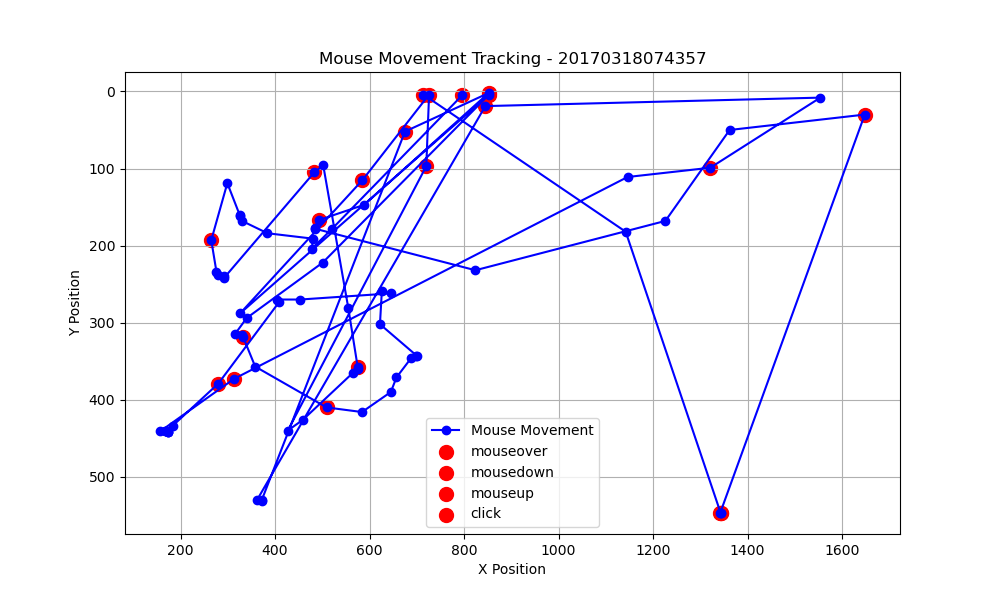 Mouse Movement Tracking - 20170318074357
Y Position
0
100
200
300
400
500
Mouse Movement
mouseover
mousedown
mouseup
click
200
400
600
800
1000
1200
1400
1600
X Position